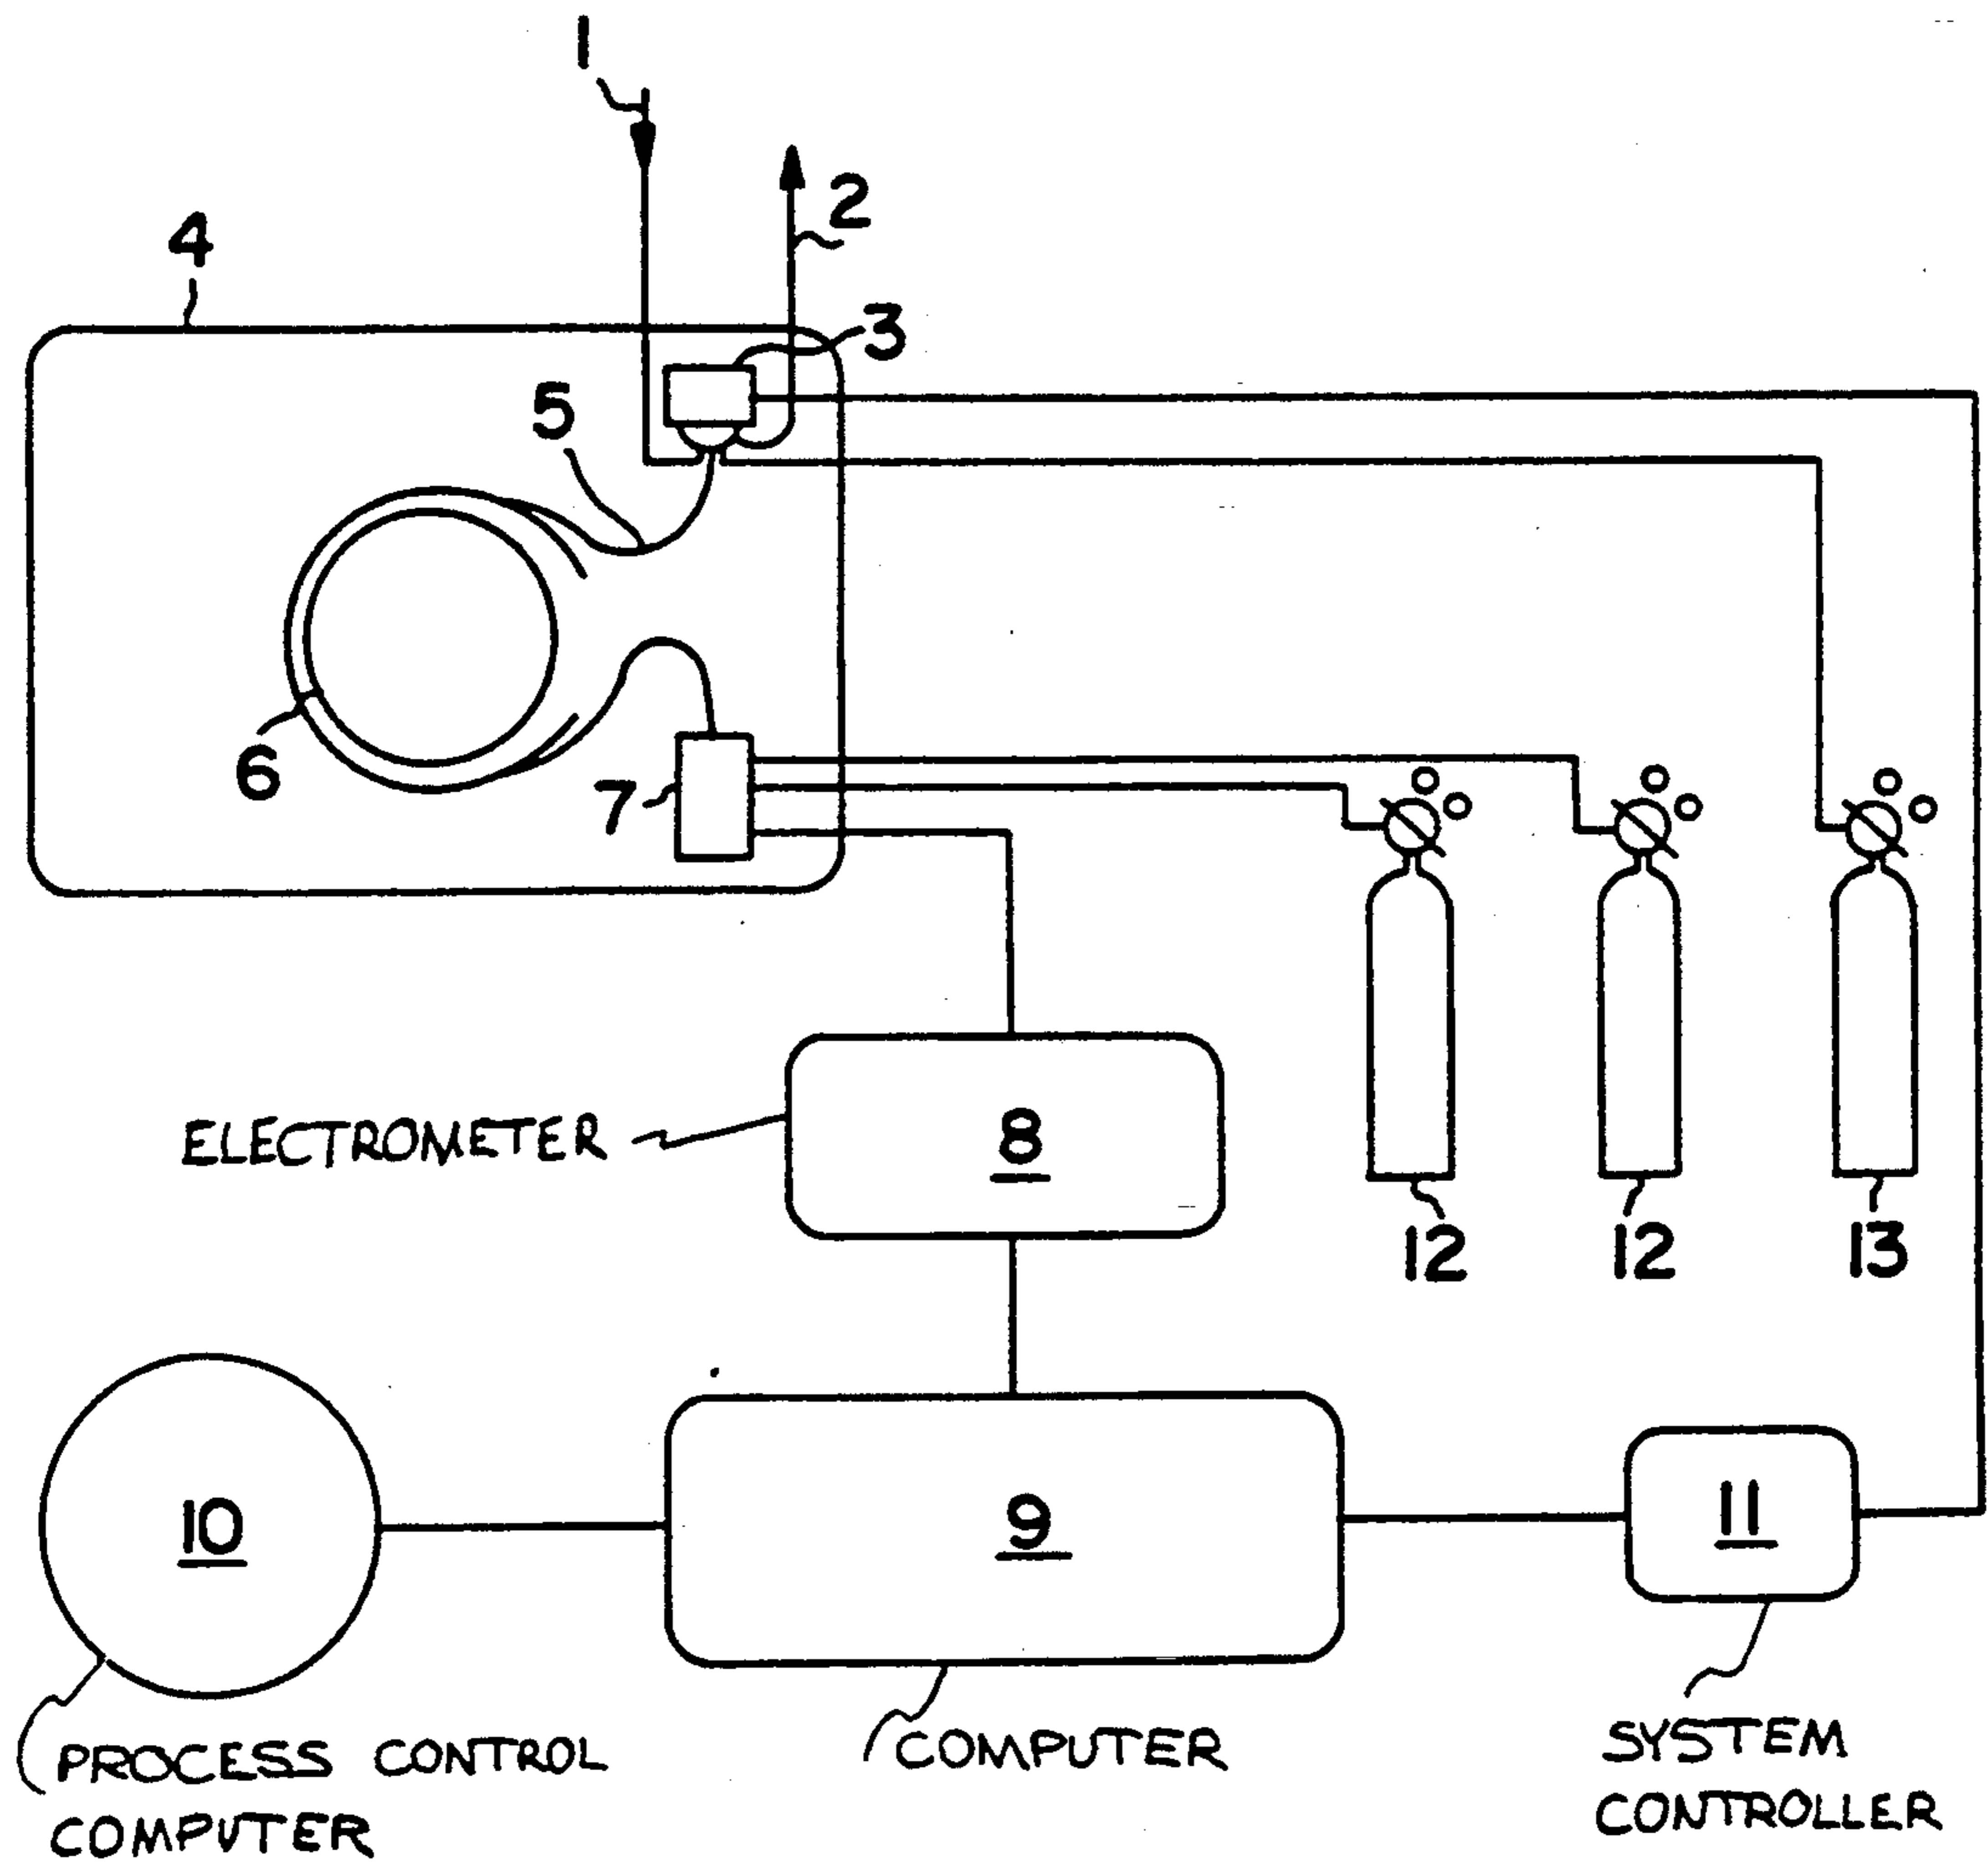 1
2
4
3
5
6
7
ELECTROMETER
8
12
12
13
10
9
11
PROCESS CONTROL
COMPUTER
COMPUTER
SYSTEM
CONTROLLER